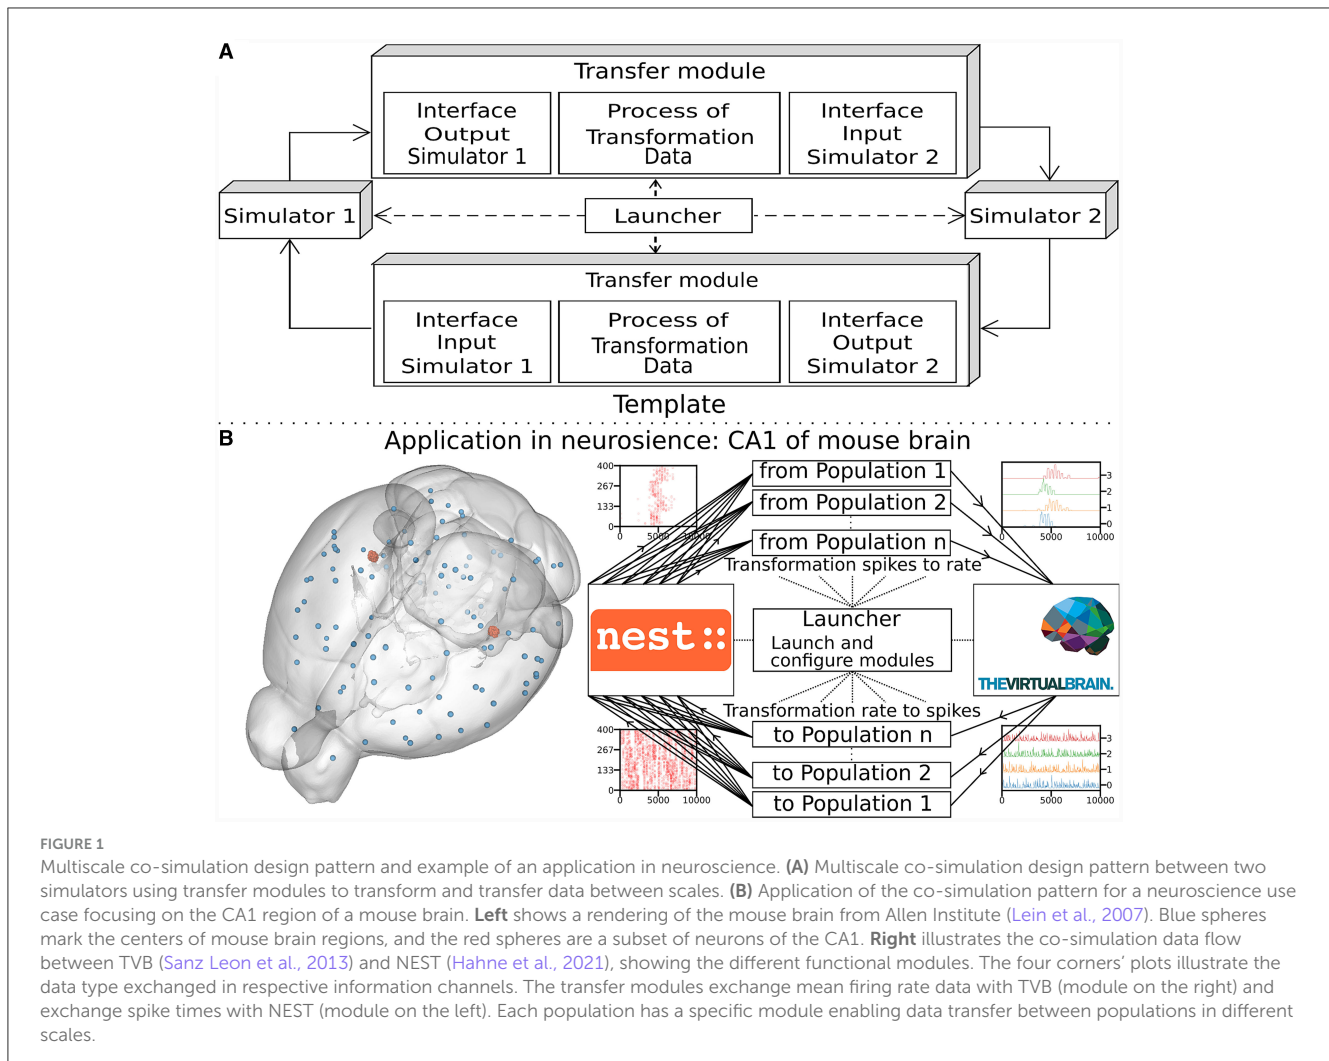 A
Transfer module
Interface
Output
Simulator 1
Process of
Transformation
Data
Interface
Input
Simulator 2
Simulator 1
Launcher
Simulator 2
Transfer module
Interface
Input
Simulator 1
Process of
Transformation
Data
Interface
Output
Simulator 2
Template
B
Application in neurosience: CA1 of mouse brain
400
267
133
0
0 5000 10000
from Population 1
from Population 2
from Population n
Transformation spikes to rate
3
2
1
0
0 5000 10000
nest::
Launcher
Launch and
configure modules
THEVIRTUALBRAIN.
Transformation rate to spikes
to Population n
to Population 2
to Population 1
400
267
133
0
0 5000 10000
3
2
1
0
0 5000 10000
FIGURE 1
Multiscale co-simulation design pattern and example of an application in neuroscience. (A) Multiscale co-simulation design pattern between two
simulators using transfer modules to transform and transfer data between scales. (B) Application of the co-simulation pattern for a neuroscience use
case focusing on the CA1 region of a mouse brain. Left shows a rendering of the mouse brain from Allen Institute (Lein et al., 2007). Blue spheres
mark the centers of mouse brain regions, and the red spheres are a subset of neurons of the CA1. Right illustrates the co-simulation data flow
between TVB (Sanz Leon et al., 2013) and NEST (Hahne et al., 2021), showing the different functional modules. The four corners' plots illustrate the
data type exchanged in respective information channels. The transfer modules exchange mean firing rate data with TVB (module on the right) and
exchange spike times with NEST (module on the left). Each population has a specific module enabling data transfer between populations in different
scales.